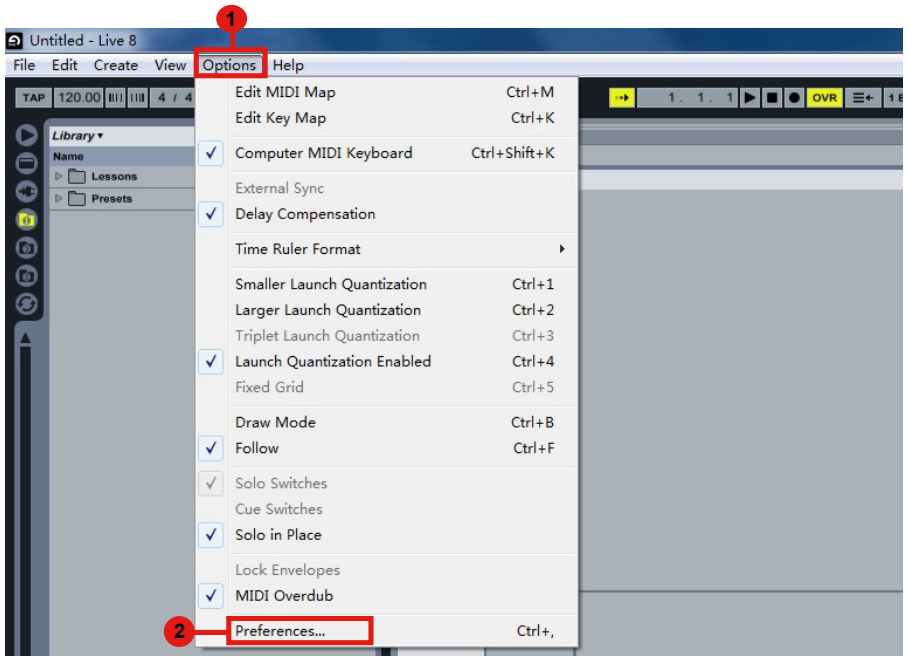 1
Untitled - Live 8
File Edit Create View Options Help
TAP 120.00 4 / 4 1. 1. 1 OVR
Library
Name
Lessons
Presets
Edit MIDI Map Ctrl+M
Edit Key Map Ctrl+K
Computer MIDI Keyboard Ctrl+Shift+K
External Sync
Delay Compensation
Time Ruler Format
Smaller Launch Quantization Ctrl+1
Larger Launch Quantization Ctrl+2
Triplet Launch Quantization Ctrl+3
Launch Quantization Enabled Ctrl+4
Fixed Grid Ctrl+5
Draw Mode Ctrl+B
Follow Ctrl+F
Solo Switches
Cue Switches
Solo in Place
Lock Envelopes
MIDI Overdub
2 Preferences... Ctrl+,